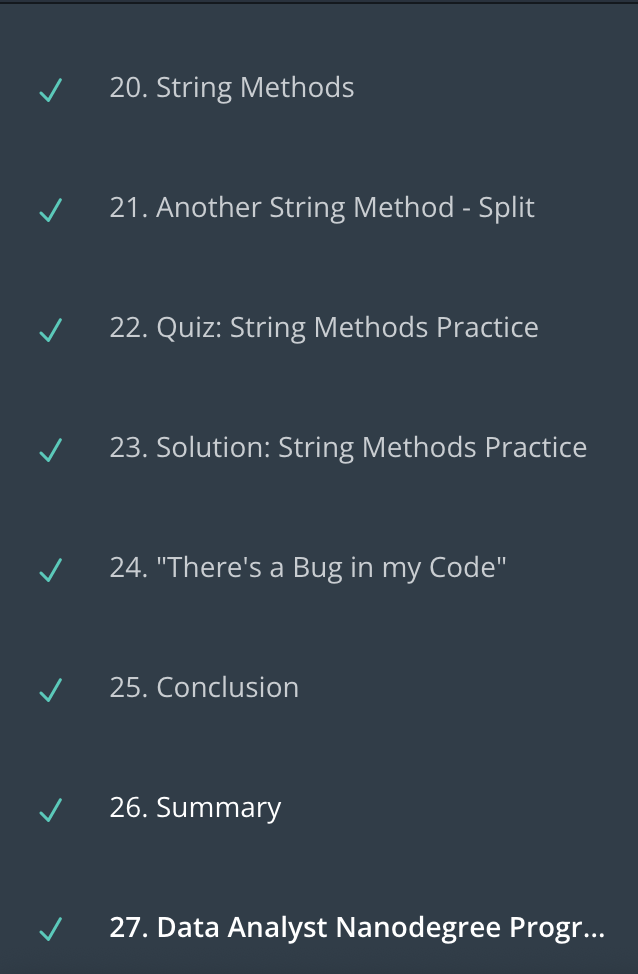 20. String Methods
21. Another String Method - Split
22. Quiz: String Methods Practice
23. Solution: String Methods Practice
24. "There's a Bug in my Code"
25. Conclusion
26. Summary
27. Data Analyst Nanodegree Progr...